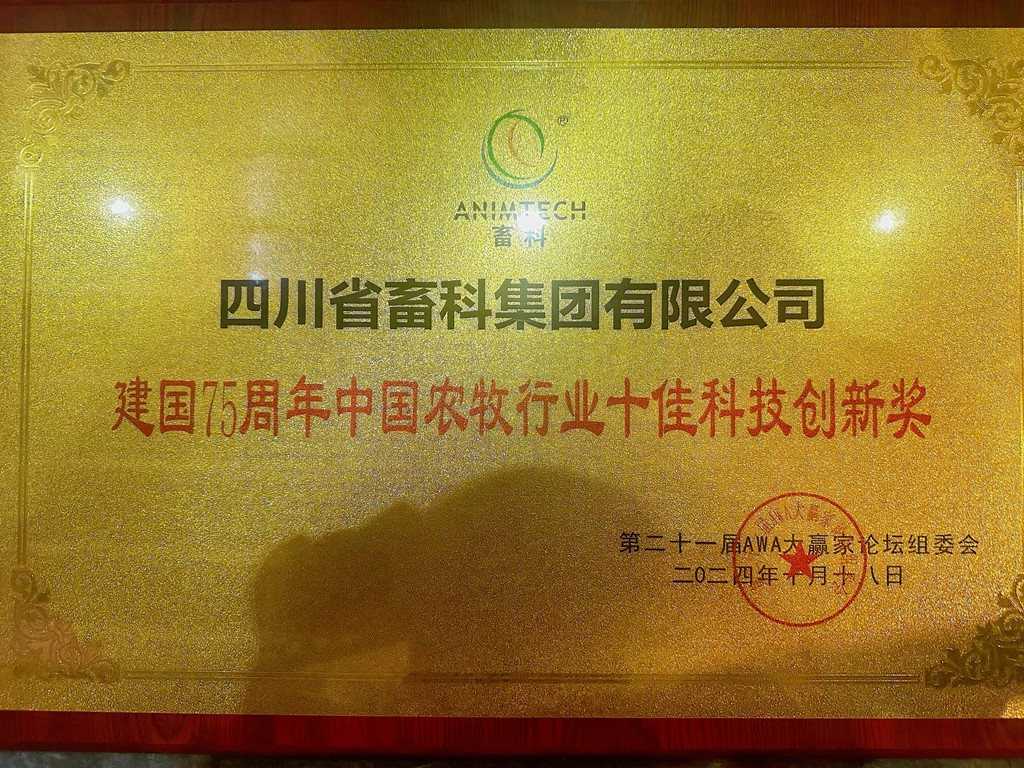 ®
ANIMTECH
畜科
四川省畜科集团有限公司
建国75周年中国农牧行业十佳科技创新奖
第二十一届AWA大赢家论坛组委会
二0二四年十月十八日